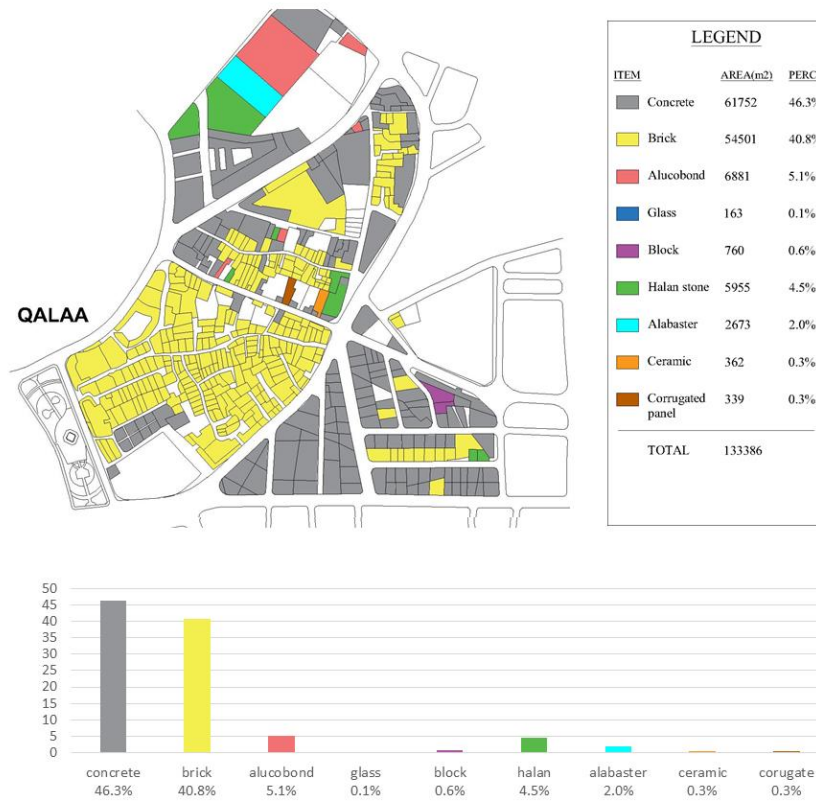 LEGEND
ITEM AREA(m2) PERC
Concrete 61752 46.3%
Brick 54501 40.8%
Alucobond 6881 5.1%
Glass 163 0.1%
Block 760 0.6%
Halan stone 5955 4.5%
Alabaster 2673 2.0%
Ceramic 362 0.3%
Corrugated
panel 339 0.3%
TOTAL 133386
QALAA
50
45
40
35
30
25
20
15
10
5
0
concrete brick alucobond glass block halan alabaster ceramic corugate
46.3% 40.8% 5.1% 0.1% 0.6% 4.5% 2.0% 0.3% 0.3%